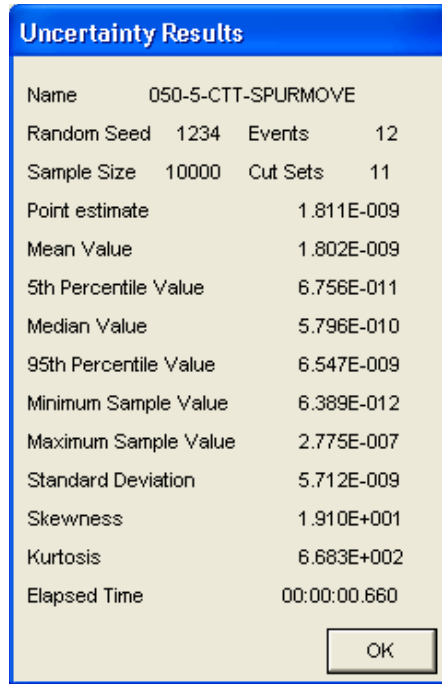 Uncertainty Results
Name 050-5-CTT-SPURMOVE
Random Seed 1234 Events 12
Sample Size 10000 Cut Sets 11
Point estimate 1.811E-009
Mean Value 1.802E-009
5th Percentile Value 6.756E-011
Median Value 5.796E-010
95th Percentile Value 6.547E-009
Minimum Sample Value 6.389E-012
Maximum Sample Value 2.775E-007
Standard Deviation 5.712E-009
Skewness 1.910E+001
Kurtosis 6.683E+002
Elapsed Time 00:00:00.660
OK